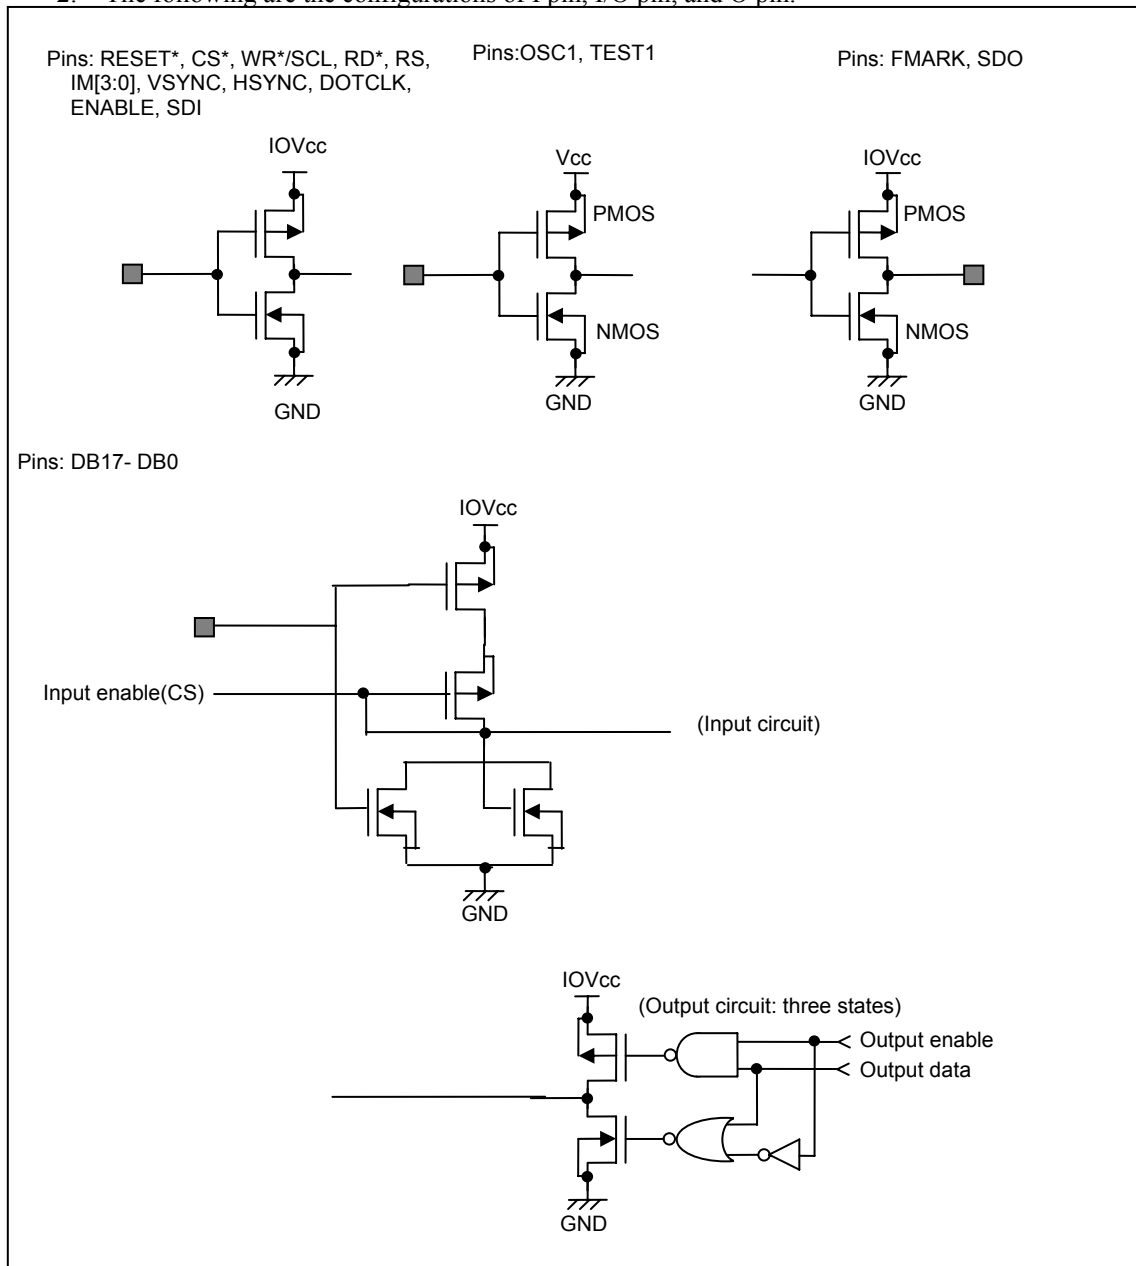 2. The following are the configurations of I pin, I/O pin, and O pin.
Pins: RESET*, CS*, WR*/SCL, RD*, RS,
IM[3:0], VSYNC, HSYNC, DOTCLK,
ENABLE, SDI
Pins:OSC1, TEST1
Pins: FMARK, SDO
IOVcc
GND
Vcc
PMOS
NMOS
GND
IOVcc
PMOS
NMOS
GND
Pins: DB17- DB0
IOVcc
Input enable(CS)
(Input circuit)
GND
IOVcc
(Output circuit: three states)
Output enable
Output data
GND